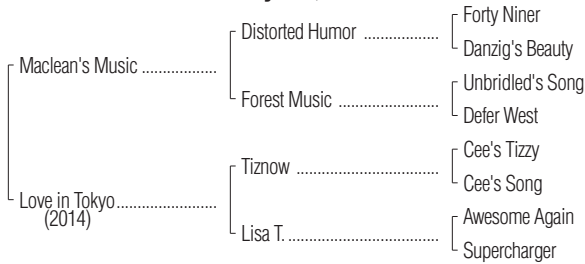 Forty Niner
Distorted Humor ..................
Danzig's Beauty
Maclean's Music .................
Unbridled's Song
Forest Music ........................
Defer West
Cee's Tizzy
Tiznow ..................................
Cee's Song
Love in Tokyo.......................
(2014)
Awesome Again
Lisa T. ....................................
Supercharger